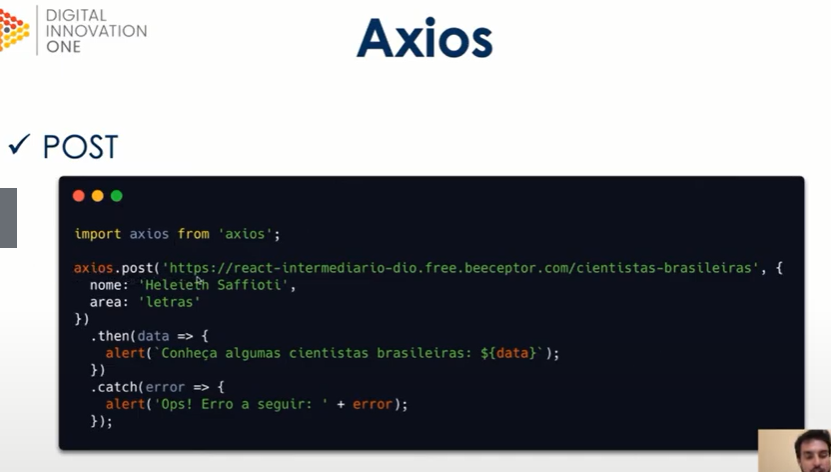 DIGITAL
INNOVATION
ONE
Axios
✓ POST
import axios from 'axios';
axios.post('https://react-intermediario-dio.free.beeceptor.com/cientistas-brasileiras', {
nome: 'Heleieth Saffioti',
area: 'letras'
})
.then(data => {
alert(`Conheça algumas cientistas brasileiras: ${data}`);
})
.catch(error => {
alert('Ops! Erro a seguir: ' + error);
});